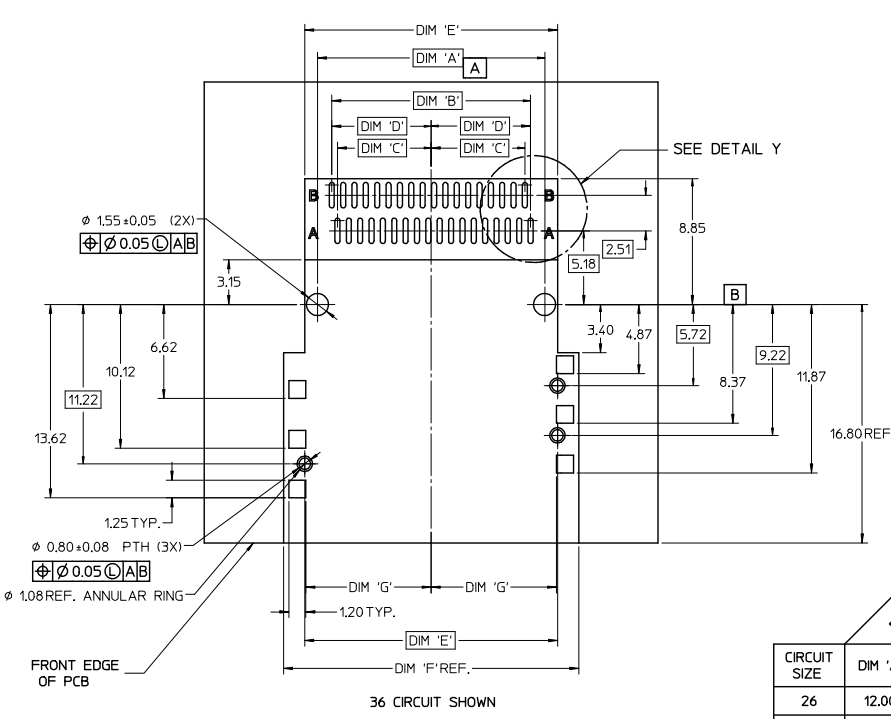 DIM 'E'
DIM 'A'
A
DIM 'B'
DIM 'D' DIM 'D'
DIM 'C' DIM 'C'
SEE DETAIL Y
B B
A A
8.85
2.51
5.18
⌀ 1.55±0.05 (2X)
⌖ ⌀ 0.05 Ⓛ A B
3.15
B
3.40
4.87
5.72
6.62
10.12
11.22
13.62
8.37
9.22
11.87
16.80 REF
1.25 TYP.
⌀ 0.80±0.08 PTH (3X)
⌖ ⌀ 0.05 Ⓛ A B
⌀ 1.08 REF. ANNULAR RING
DIM 'G' DIM 'G'
1.20 TYP.
DIM 'E'
FRONT EDGE
OF PCB
DIM 'F' REF.
36 CIRCUIT SHOWN
CIRCUIT
SIZE
DIM 'A
26
12.00